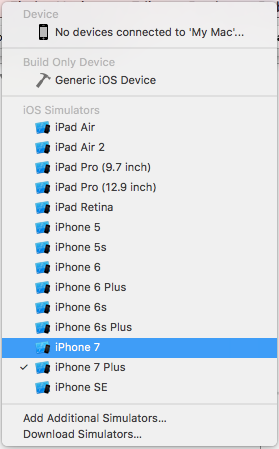 Device
No devices connected to 'My Mac'...
Build Only Device
Generic iOS Device
iOS Simulators
iPad Air
iPad Air 2
iPad Pro (9.7 inch)
iPad Pro (12.9 inch)
iPad Retina
iPhone 5
iPhone 5s
iPhone 6
iPhone 6 Plus
iPhone 6s
iPhone 6s Plus
iPhone 7
iPhone 7 Plus
iPhone SE
Add Additional Simulators...
Download Simulators...